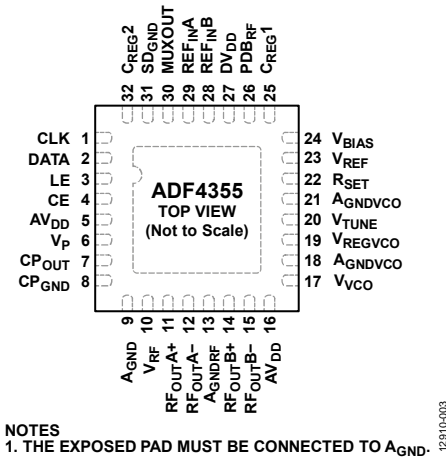 32 CREG2
31 SDGND
30 MUXOUT
29 REFINA
28 REFINB
27 DVDD
26 PDBRF
25 CREG1
CLK 1
DATA 2
LE 3
CE 4
AVDD 5
VP 6
CPOUT 7
CPGND 8
ADF4355
TOP VIEW
(Not to Scale)
24 VBIAS
23 VREF
22 RSET
21 AGNDVCO
20 VTUNE
19 VREGVCO
18 AGNDVCO
17 VVCO
AGND 9
VRF 10
RFOUTA+ 11
RFOUTA− 12
AGNDRF 13
RFOUTB+ 14
RFOUTB− 15
AVDD 16
NOTES
1. THE EXPOSED PAD MUST BE CONNECTED TO AGND.
12910-003